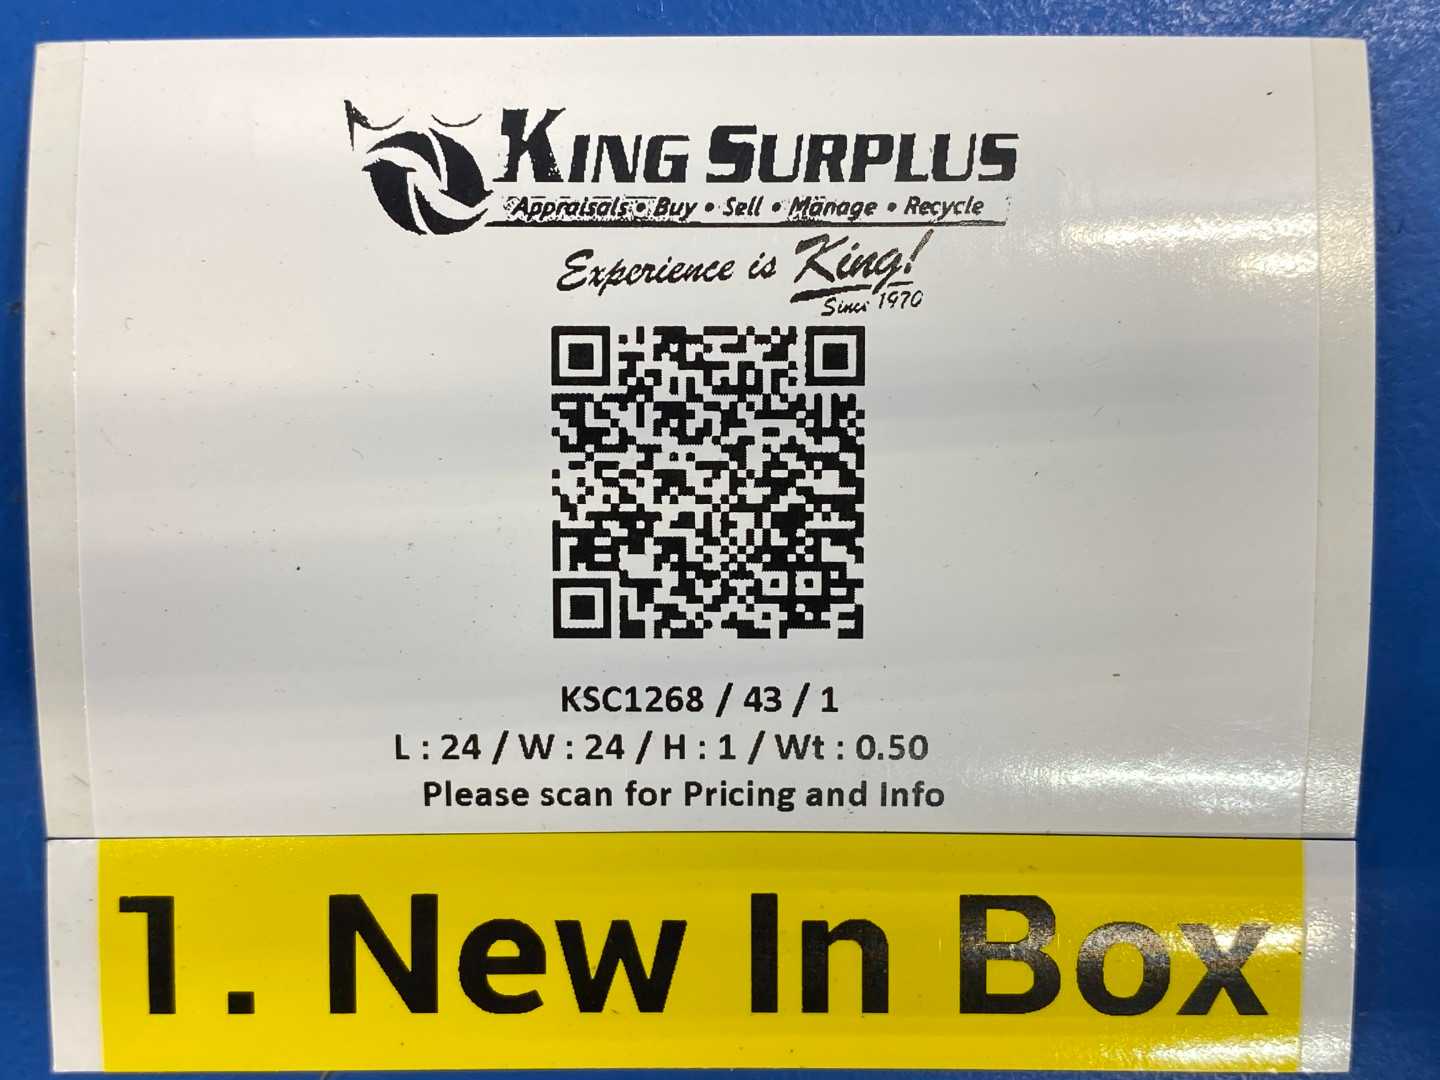 KING SURPLUS
Appraisals • Buy • Sell • Manage • Recycle
Experience is King!
Since 1970
KSC1268 / 43 / 1
L : 24 / W : 24 / H : 1 / Wt : 0.50
Please scan for Pricing and Info
1. New In Box